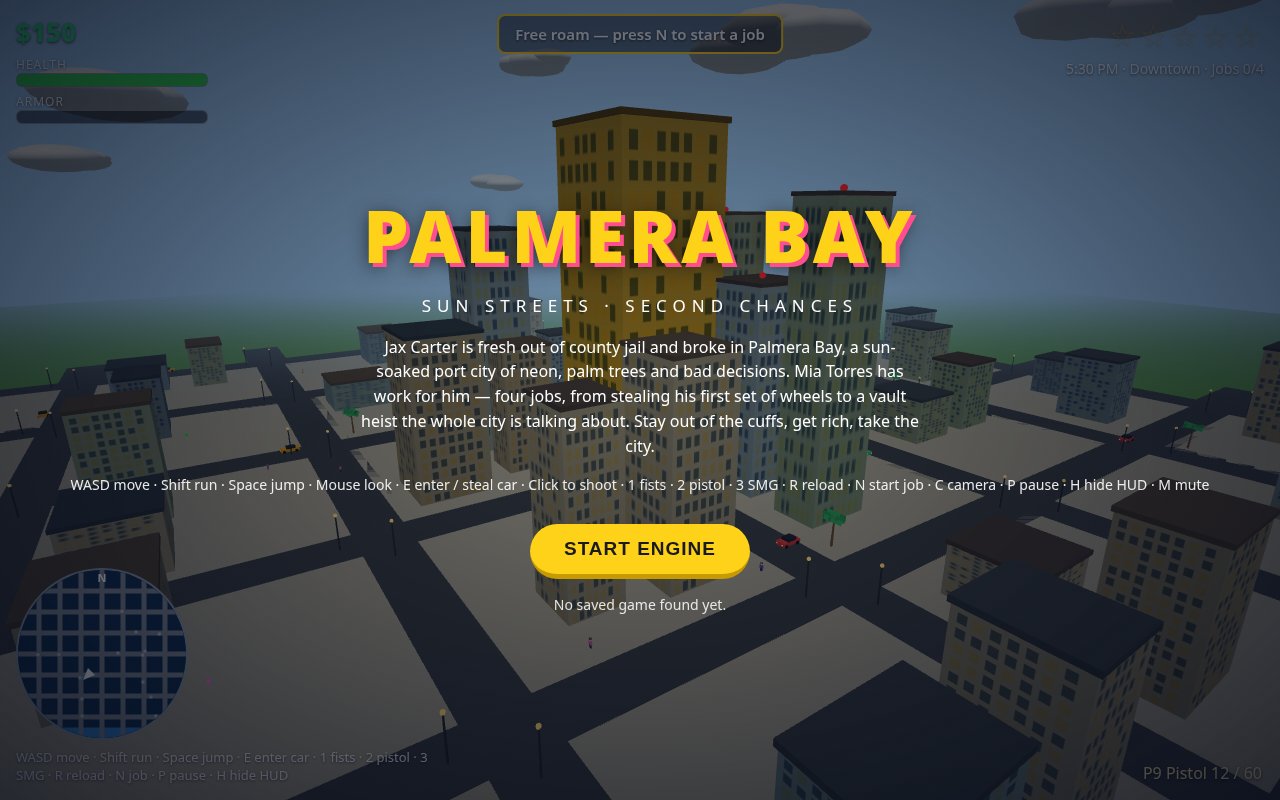 $150
HEALTH
ARMOR
Free roam — press N to start a job
☆ ☆ ☆ ☆ ☆
5:30 PM · Downtown · Jobs 0/4
PALMERA BAY
SUN STREETS · SECOND CHANCES
Jax Carter is fresh out of county jail and broke in Palmera Bay, a sun-
soaked port city of neon, palm trees and bad decisions. Mia Torres has
work for him — four jobs, from stealing his first set of wheels to a vault
heist the whole city is talking about. Stay out of the cuffs, get rich, take the
city.
WASD move · Shift run · Space jump · Mouse look · E enter / steal car · Click to shoot · 1 fists · 2 pistol · 3 SMG · R reload · N start job · C camera · P pause · H hide HUD · M mute
START ENGINE
No saved game found yet.
N
WASD move · Shift run · Space jump · E enter car · 1 fists · 2 pistol · 3
SMG · R reload · N job · P pause · H hide HUD
P9 Pistol 12 / 60